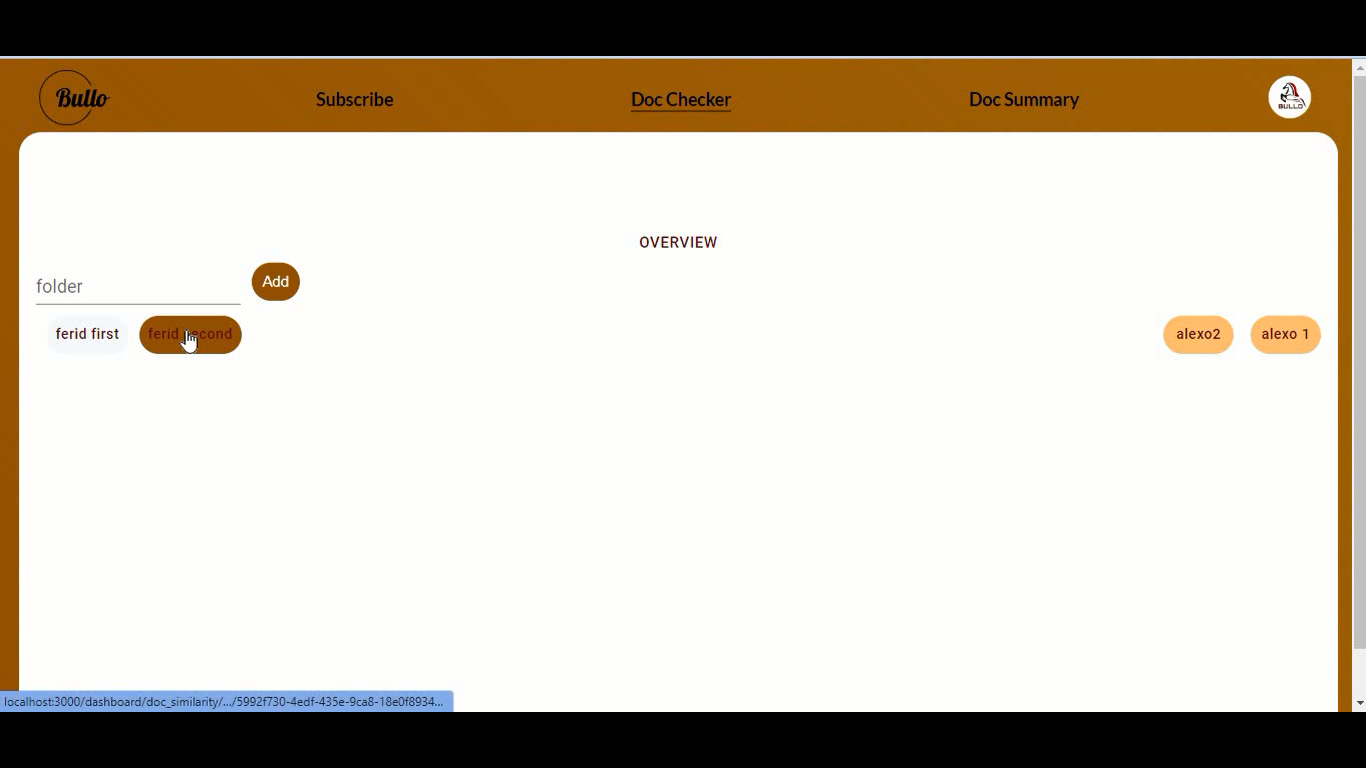 Bullo Subscribe Doc Checker Doc Summary BULLO
OVERVIEW
folder Add
ferid first ferid second alexo2 alexo 1
localhost:3000/dashboard/doc_similarity/.../5992f730-4edf-435e-9ca8-18e0f8934...